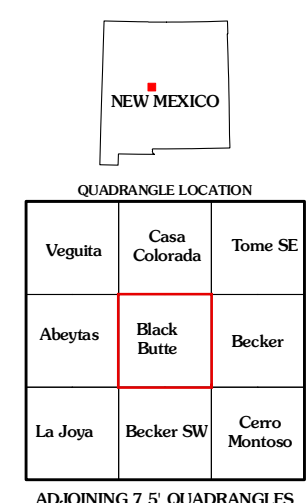 NEW MEXICO
QUADRANGLE LOCATION
Veguita
Casa
Colorada
Tome SE
Abeytas
Black
Butte
Becker
La Joya
Becker SW
Cerro
Montoso
ADJOINING 7.5' QUADRANGLES